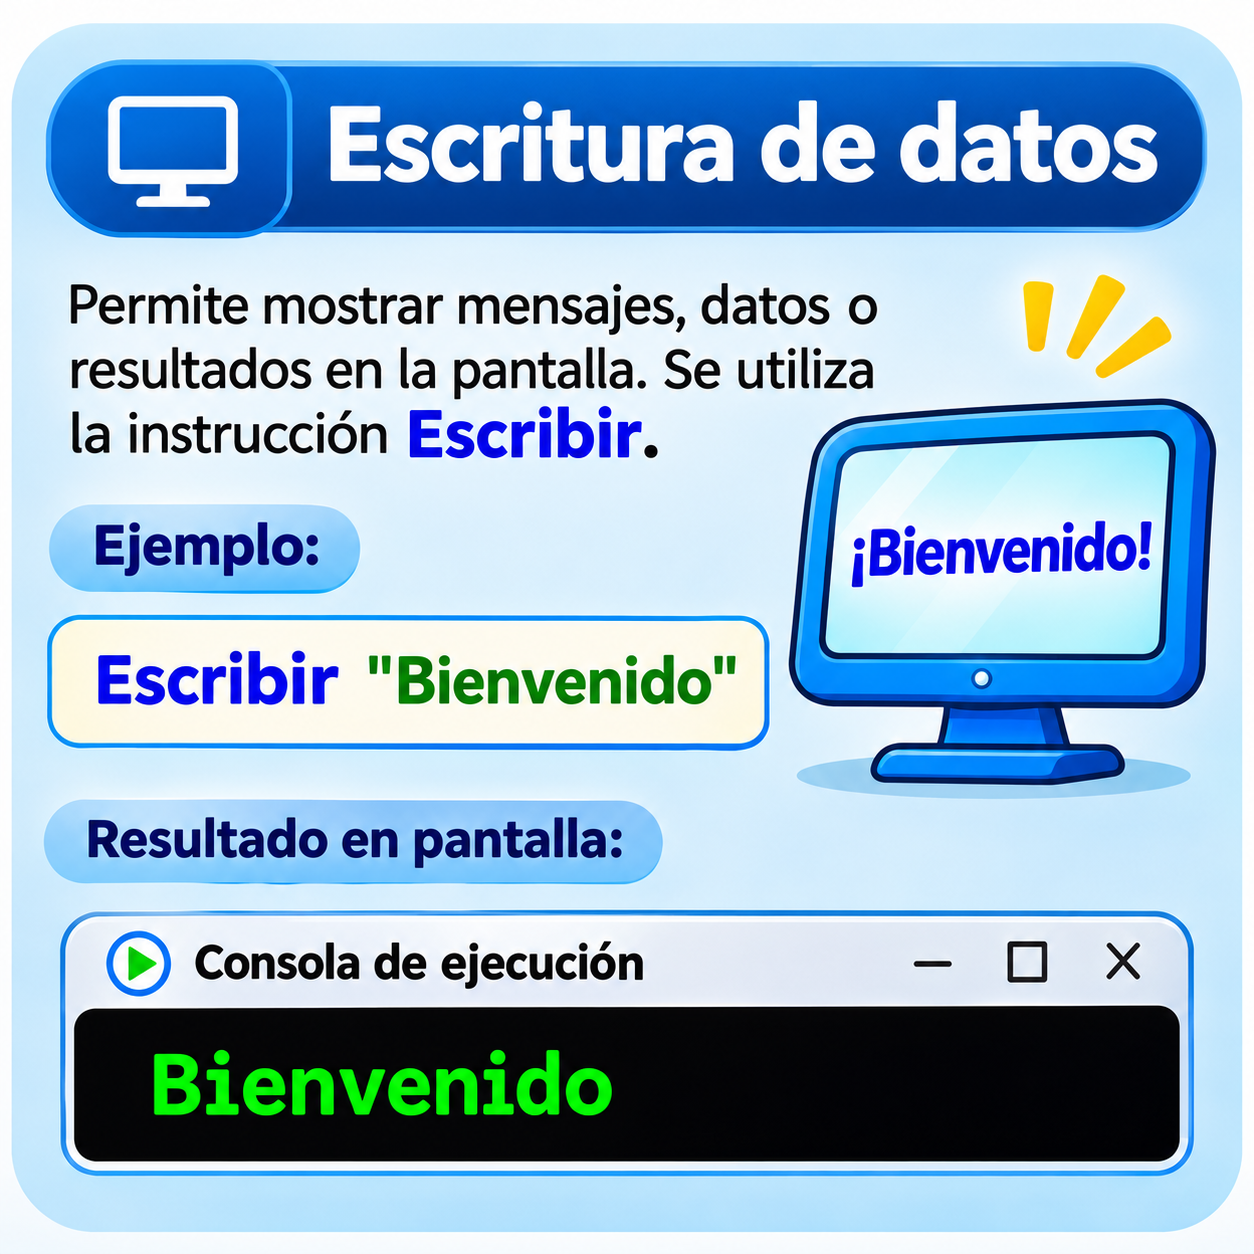 Escritura de datos
Permite mostrar mensajes, datos o
resultados en la pantalla. Se utiliza
la instrucción Escribir.
¡Bienvenido!
Ejemplo:
Escribir "Bienvenido"
Resultado en pantalla:
Consola de ejecución
Bienvenido